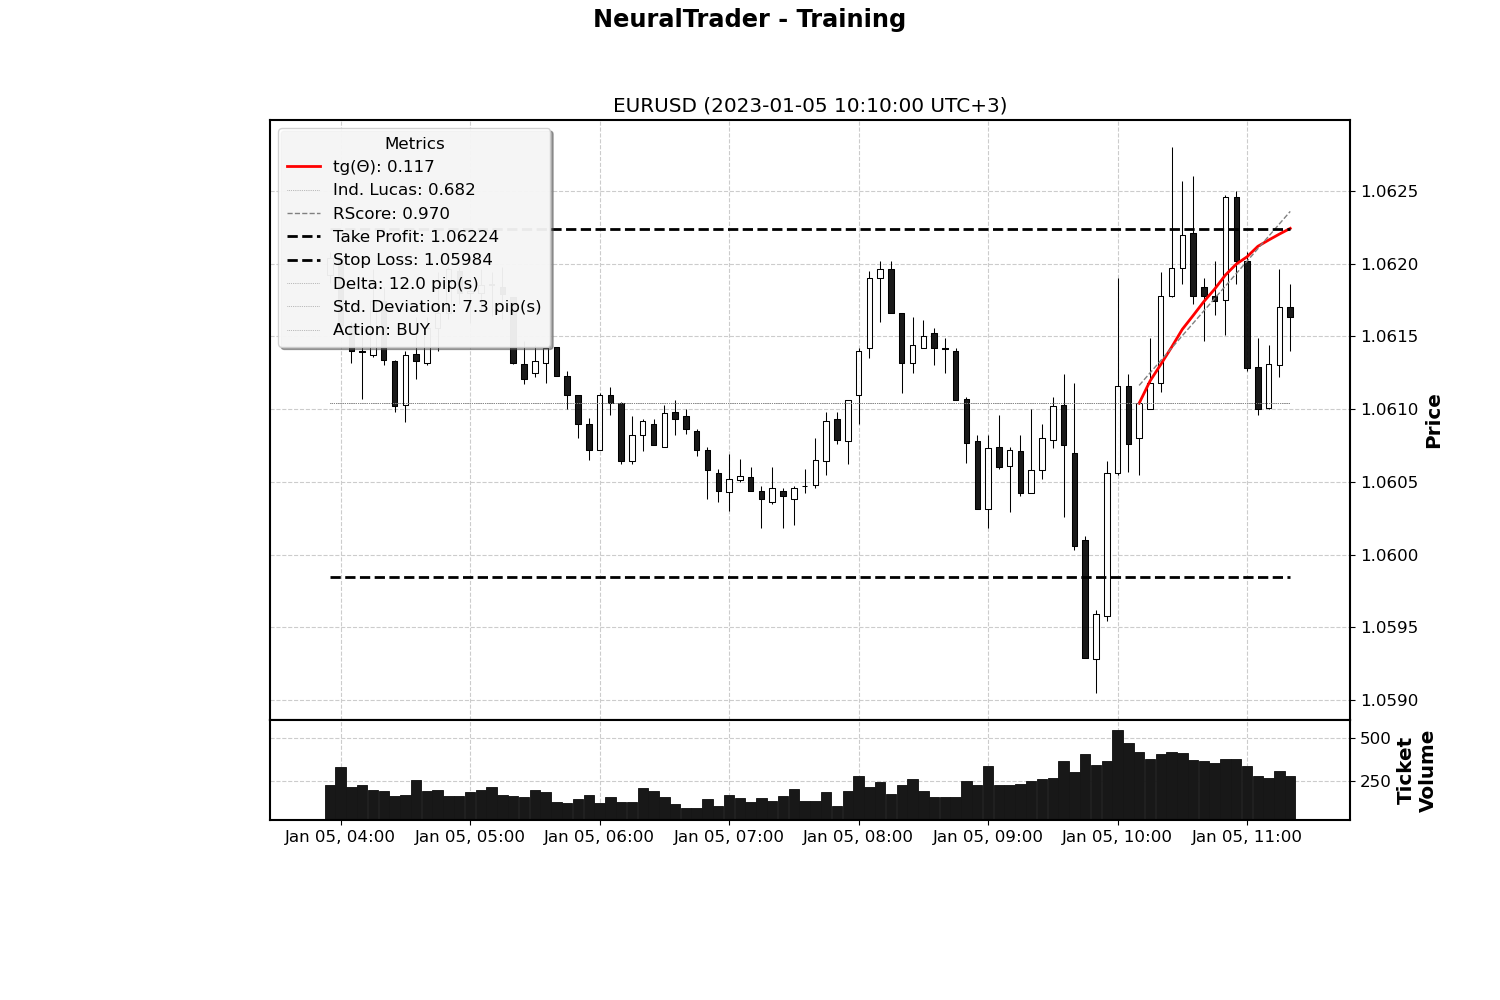 NeuralTrader - Training
EURUSD (2023-01-05 10:10:00 UTC+3)
Metrics
tg(Θ): 0.117
Ind. Lucas: 0.682
RScore: 0.970
Take Profit: 1.06224
Stop Loss: 1.05984
Delta: 12.0 pip(s)
Std. Deviation: 7.3 pip(s)
Action: BUY
1.0625
1.0620
1.0615
1.0610
1.0605
1.0600
1.0595
1.0590
Price
500
250
Ticket
Volume
Jan 05, 04:00
Jan 05, 05:00
Jan 05, 06:00
Jan 05, 07:00
Jan 05, 08:00
Jan 05, 09:00
Jan 05, 10:00
Jan 05, 11:00